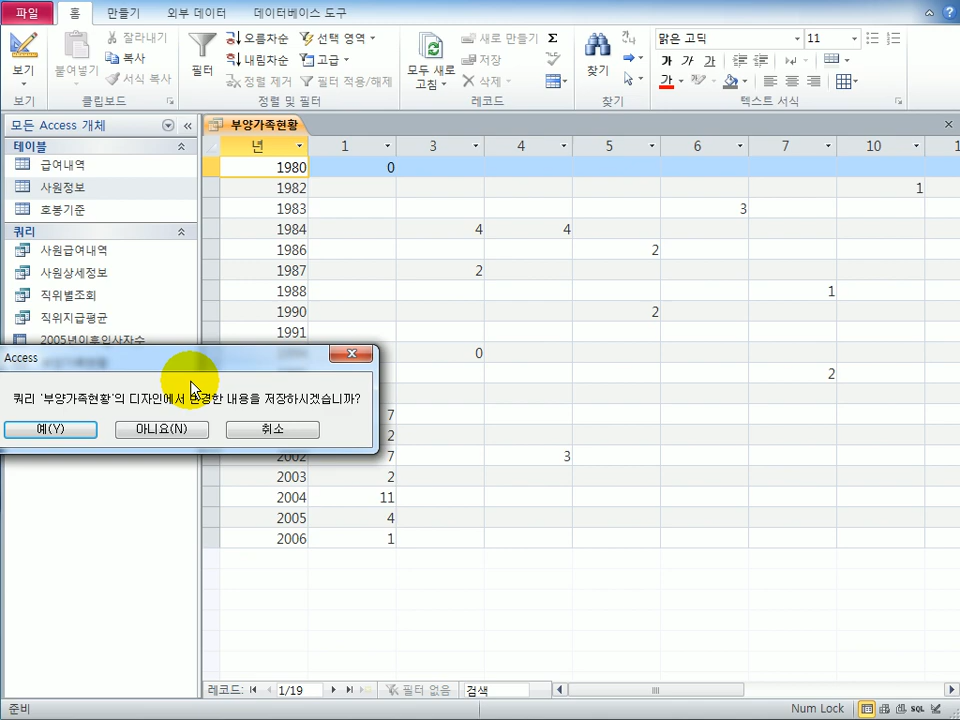 파일 홈 만들기 외부 데이터 데이터베이스 도구
보기
보기
붙여넣기
잘라내기
복사
서식 복사
클립보드
필터
오름차순
내림차순
정렬 제거
선택 영역
고급
필터 적용/해제
정렬 및 필터
모두 새로
고침
새로 만들기
저장
삭제
레코드
찾기
찾기
맑은 고딕 11
가 가 가
가
텍스트 서식
모든 Access 개체
테이블
급여내역
사원정보
호봉기준
쿼리
사원급여내역
사원상세정보
직위별조회
직위지급평균
2005년이후입사자수
부양가족현황
년 1 3 4 5 6 7 10 1
1980 0
1982 1
1983 3
1984 4 4
1986 2
1987 2
1988 1
1990 2
1991
0
2
7
2
2002 7 3
2003 2
2004 11
2005 4
2006 1
Access
쿼리 '부양가족현황'의 디자인에서 변경한 내용을 저장하시겠습니까?
예(Y) 아니요(N) 취소
레코드: 1/19 필터 없음 검색
준비 Num Lock SQL